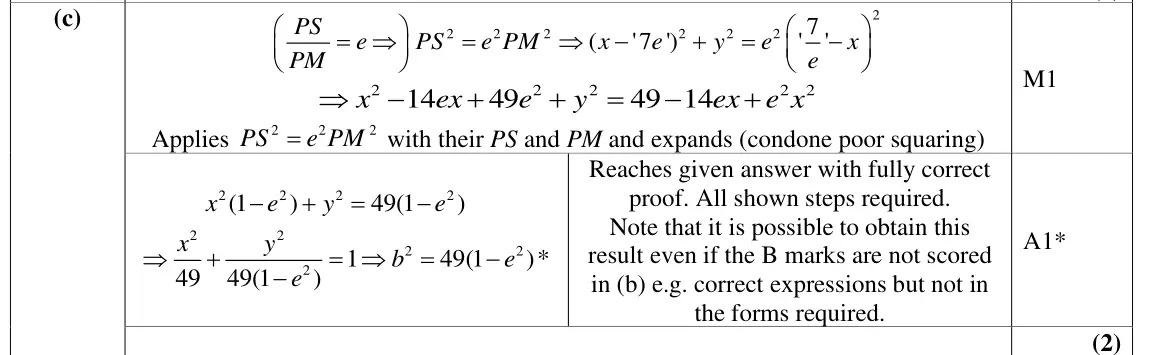 (c)
(PS/PM = e ⇒) PS² = e²PM² ⇒ (x − '7e')² + y² = e²('7/e' − x)²
⇒ x² − 14ex + 49e² + y² = 49 − 14ex + e²x²
M1
Applies PS² = e²PM² with their PS and PM and expands (condone poor squaring)
x²(1 − e²) + y² = 49(1 − e²)
⇒ x²/49 + y²/49(1 − e²) = 1 ⇒ b² = 49(1 − e²)*
Reaches given answer with fully correct
proof. All shown steps required.
Note that it is possible to obtain this
result even if the B marks are not scored
in (b) e.g. correct expressions but not in
the forms required.
A1*
(2)